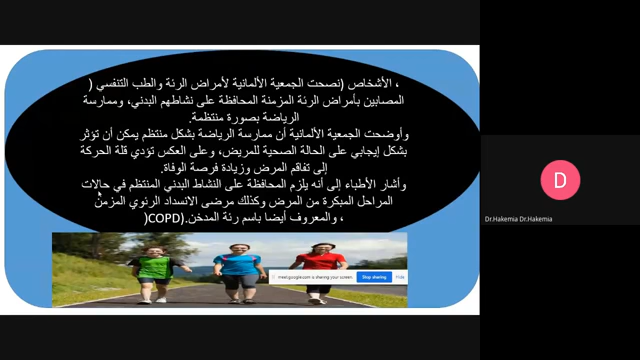 ، الأشخاص (نصحت الجمعية الألمانية لأمراض الرئة والطب التنفسي (
المصابين بأمراض الرئة المزمنة المحافظة على نشاطهم البدني، وممارسة
الرياضة بصورة منتظمة.
وأوضحت الجمعية الألمانية أن ممارسة الرياضة بشكل منتظم يمكن أن تؤثر
بشكل إيجابي على الحالة الصحية للمريض، وعلى العكس تؤدي قلة الحركة
إلى تفاقم المرض وزيادة فرصة الوفاة.
وأشار الأطباء إلى أنه يلزم المحافظة على النشاط البدني المنتظم في حالات
المراحل المبكرة من المرض وكذلك مرضى الانسداد الرئوي المزمن
، والمعروف أيضا باسم رئة المدخن.(COPD(
meet.google.com is sharing your screen.
Stop sharing
Hide
D
Dr.Hakemia Dr.Hakemia